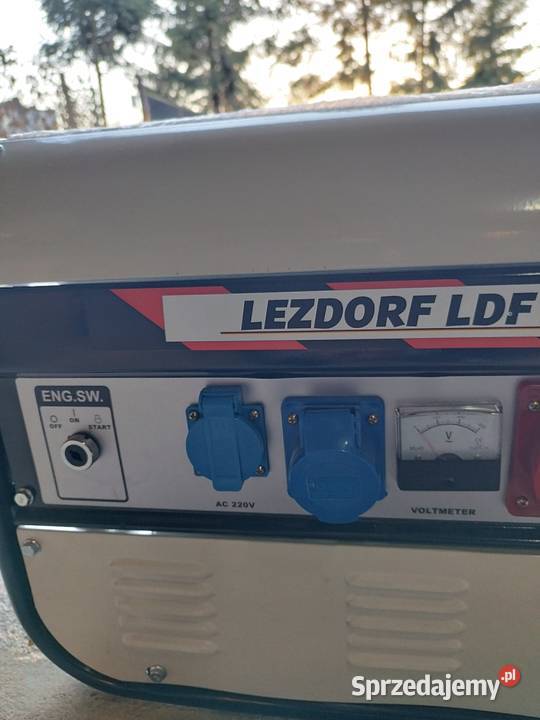 LEZDORF LDF
ENG.SW.
OFF
ON
START
AC 220V
V
VOLTMETER
Sprzedajemy.pl